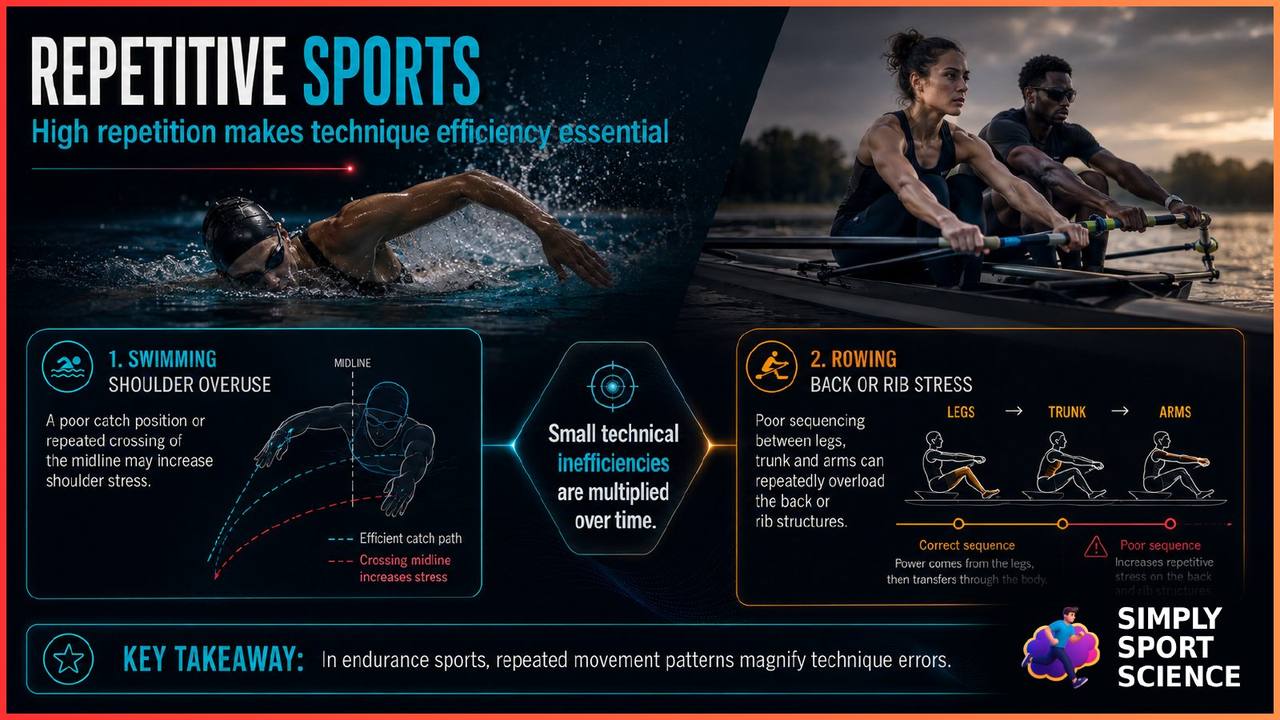 REPETITIVE SPORTS
High repetition makes technique efficiency essential
1. SWIMMING
SHOULDER OVERUSE
A poor catch position or
repeated crossing of
the midline may increase
shoulder stress.
MIDLINE
Efficient catch path
Crossing midline
increases stress
Small technical
inefficiencies
are multiplied
over time.
2. ROWING
BACK OR RIB STRESS
Poor sequencing
between legs,
trunk and arms can
repeatedly overload
the back or
rib structures.
LEGS → TRUNK → ARMS
Correct sequence
Power comes from the legs,
then transfers through the body.
Poor sequence
Increases repetitive
stress on the back
and rib structures.
KEY TAKEAWAY: In endurance sports, repeated movement patterns magnify technique errors.
SIMPLY
SPORT
SCIENCE